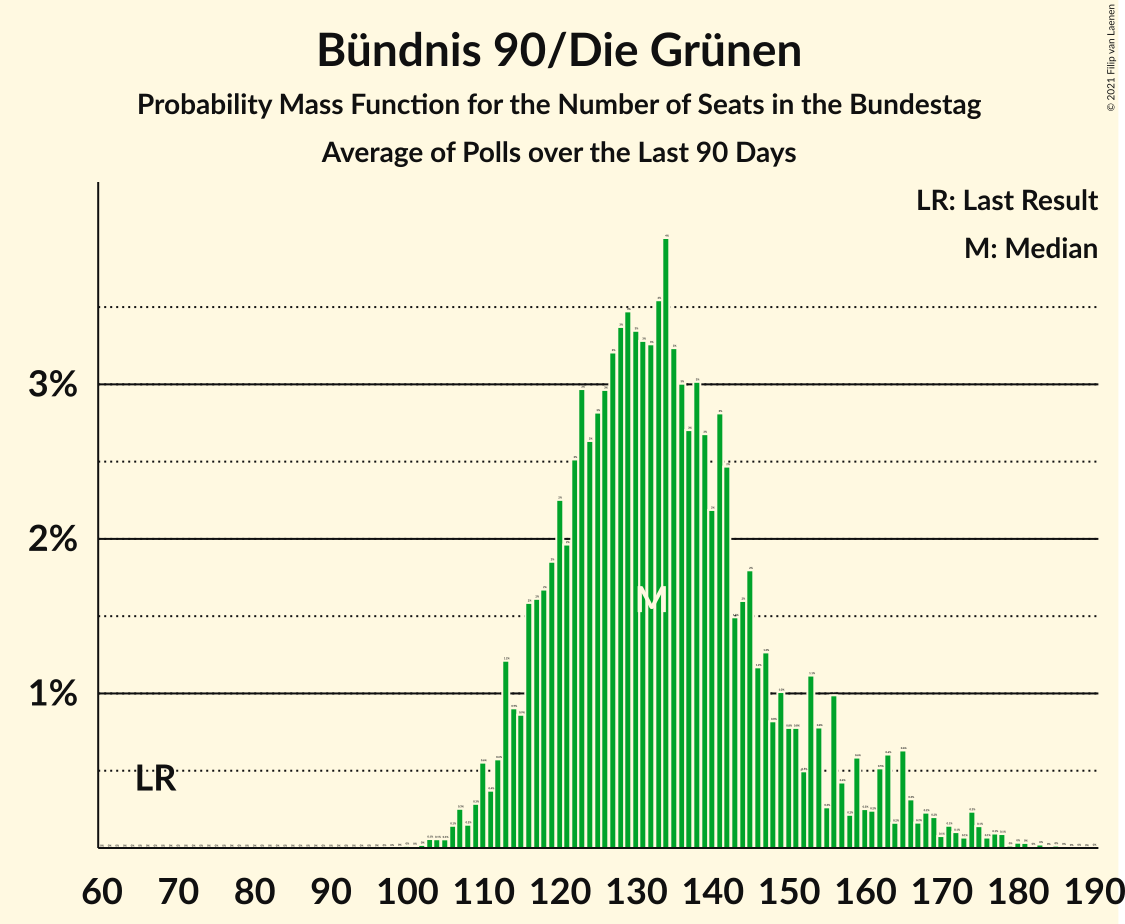 Bündnis 90/Die Grünen
Probability Mass Function for the Number of Seats in the Bundestag
Average of Polls over the Last 90 Days
© 2021 Filip van Laenen
LR: Last Result
M: Median
3%
2%
1%
LR
M
60 70 80 90 100 110 120 130 140 150 160 170 180 190